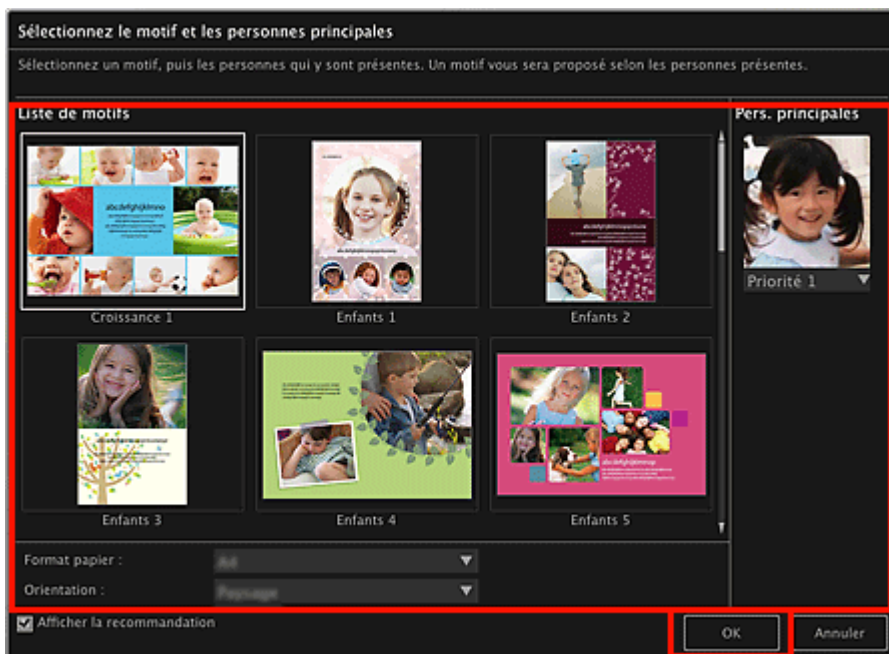 Sélectionnez le motif et les personnes principales
Sélectionnez un motif, puis les personnes qui y sont présentes. Un motif vous sera proposé selon les personnes présentes.
Liste de motifs
Pers. principales
abcdefghijklmno
Croissance 1
Enfants 1
Enfants 2
Priorité 1
Enfants 3
Enfants 4
Enfants 5
Format papier :
A4
Orientation :
Paysage
Afficher la recommandation
OK
Annuler